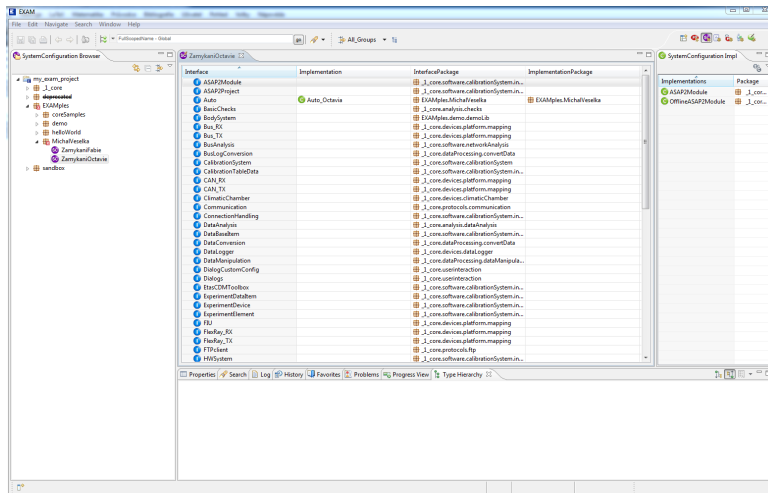 EXAM
File Edit Navigate Search Window Help
FullScopedName - Global
All_Groups
SystemConfiguration Browser
my_exam_project
_1_core
deprecated
EXAMples
coreSamples
demo
helloWorld
MichalVeselka
ZamykaniFabie
ZamykaniOctavie
sandbox
ZamykaniOctavie
Interface Implementation InterfacePackage ImplementationPackage
ASAP2Module _1_core.software.calibrationSystem.in...
ASAP2Project _1_core.software.calibrationSystem.in...
Auto Auto_Octavia EXAMples.MichalVeselka EXAMples.MichalVeselka
BasicChecks _1_core.analysis.checks
BodySystem EXAMples.demo.demoLib
Bus_RX _1_core.devices.platform.mapping
Bus_TX _1_core.devices.platform.mapping
BusAnalysis _1_core.software.networkAnalysis
BusLogConversion _1_core.dataProcessing.convertData
CalibrationSystem _1_core.software.calibrationSystem
CalibrationTableData _1_core.software.calibrationSystem.in...
CAN_RX _1_core.devices.platform.mapping
CAN_TX _1_core.devices.platform.mapping
ClimaticChamber _1_core.devices.climaticChamber
Communication _1_core.protocols.communication
ConnectionHandling _1_core.software.calibrationSystem.in...
DataAnalysis _1_core.analysis.dataAnalysis
DataBaseItem _1_core.software.calibrationSystem.in...
DataConversion _1_core.dataProcessing.convertData
DataLogger _1_core.devices.dataLogger
DataManipulation _1_core.dataProcessing.dataManipula...
DialogCustomConfig _1_core.userinteraction
Dialogs _1_core.userinteraction
EtasCDMToolbox _1_core.software.calibrationSystem.in...
ExperimentDataItem _1_core.software.calibrationSystem.in...
ExperimentDevice _1_core.software.calibrationSystem.in...
ExperimentElement _1_core.software.calibrationSystem.in...
FIU _1_core.devices.platform.mapping
FlexRay_RX _1_core.devices.platform.mapping
FlexRay_TX _1_core.devices.platform.mapping
FTPclient _1_core.protocols.ftp
HWSystem _1_core.software.calibrationSystem.in...
SystemConfiguration Impl
Implementations Package
ASAP2Module _1_cor...
OfflineASAP2Module _1_cor...
Properties Search Log History Favorites Problems Progress View Type Hierarchy